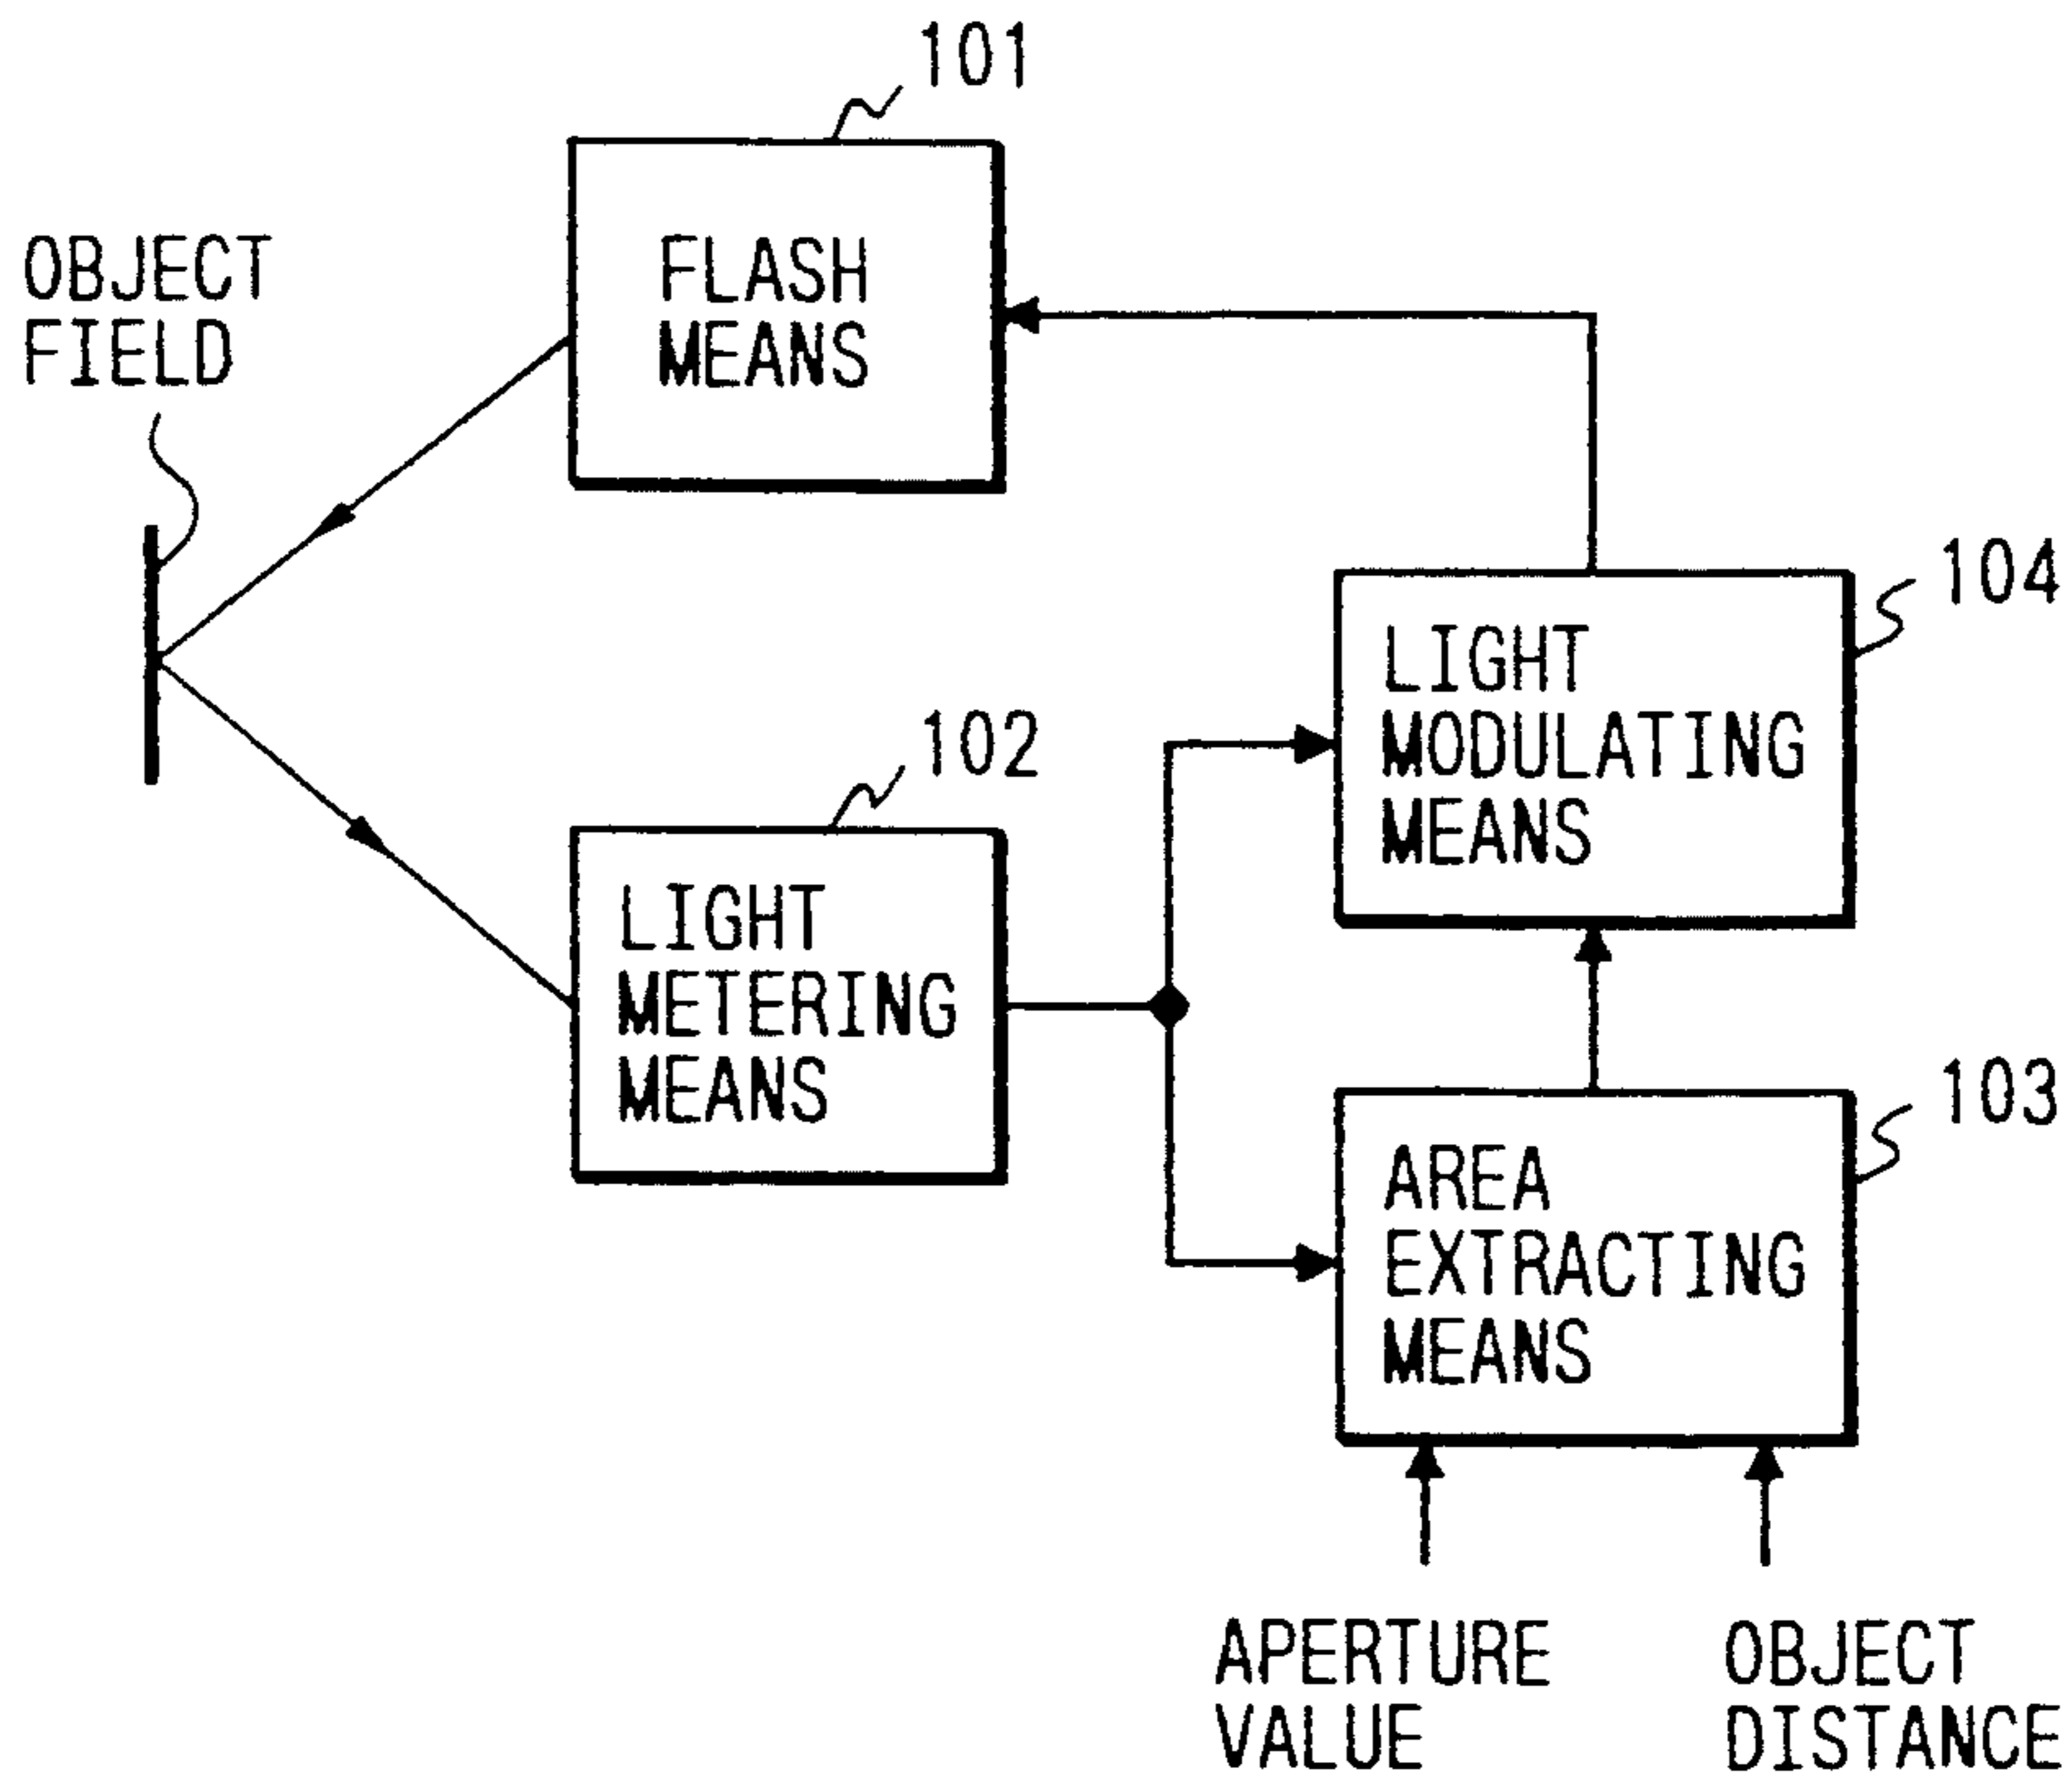 101
FLASH
MEANS
OBJECT
FIELD
104
LIGHT
MODULATING
MEANS
102
LIGHT
METERING
MEANS
103
AREA
EXTRACTING
MEANS
APERTURE
VALUE
OBJECT
DISTANCE